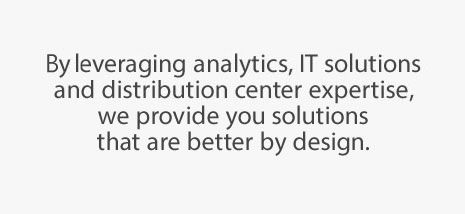 By leveraging analytics, IT solutions
and distribution center expertise,
we provide you solutions
that are better by design.